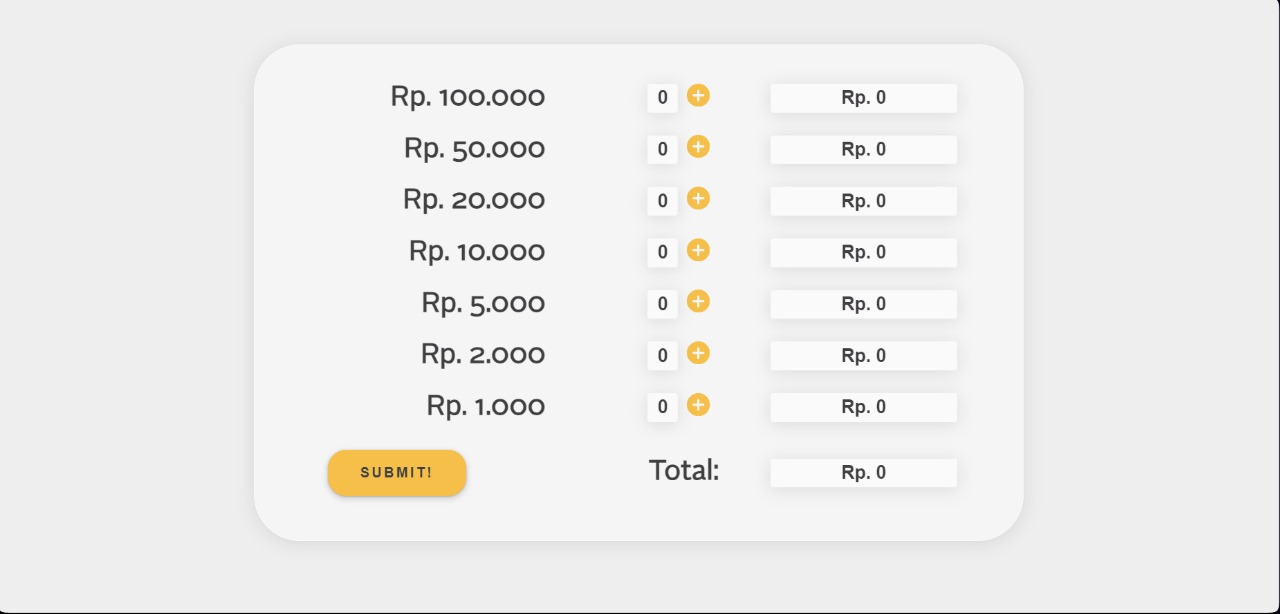 Rp. 100.000 0 + Rp. 0
Rp. 50.000 0 + Rp. 0
Rp. 20.000 0 + Rp. 0
Rp. 10.000 0 + Rp. 0
Rp. 5.000 0 + Rp. 0
Rp. 2.000 0 + Rp. 0
Rp. 1.000 0 + Rp. 0
SUBMIT! Total: Rp. 0